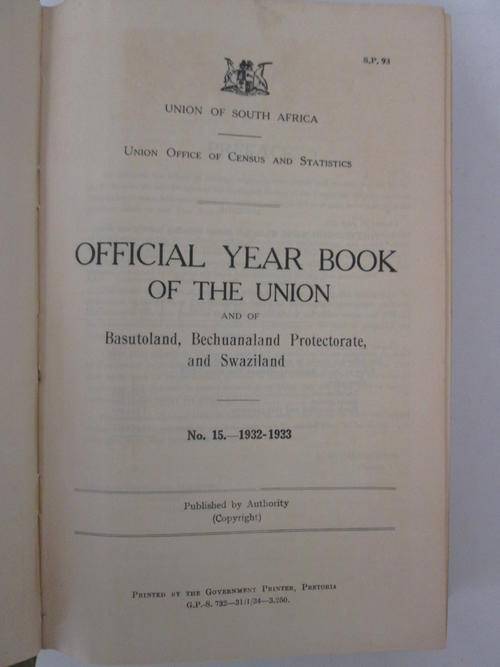 S.P. 93
UNION OF SOUTH AFRICA
UNION OFFICE OF CENSUS AND STATISTICS
OFFICIAL YEAR BOOK
OF THE UNION
AND OF
Basutoland, Bechuanaland Protectorate,
and Swaziland
No. 15.—1932-1933
Published by Authority
(Copyright)
PRINTED BY THE GOVERNMENT PRINTER, PRETORIA
G.P.-S. 732—31/1/34—3.250.